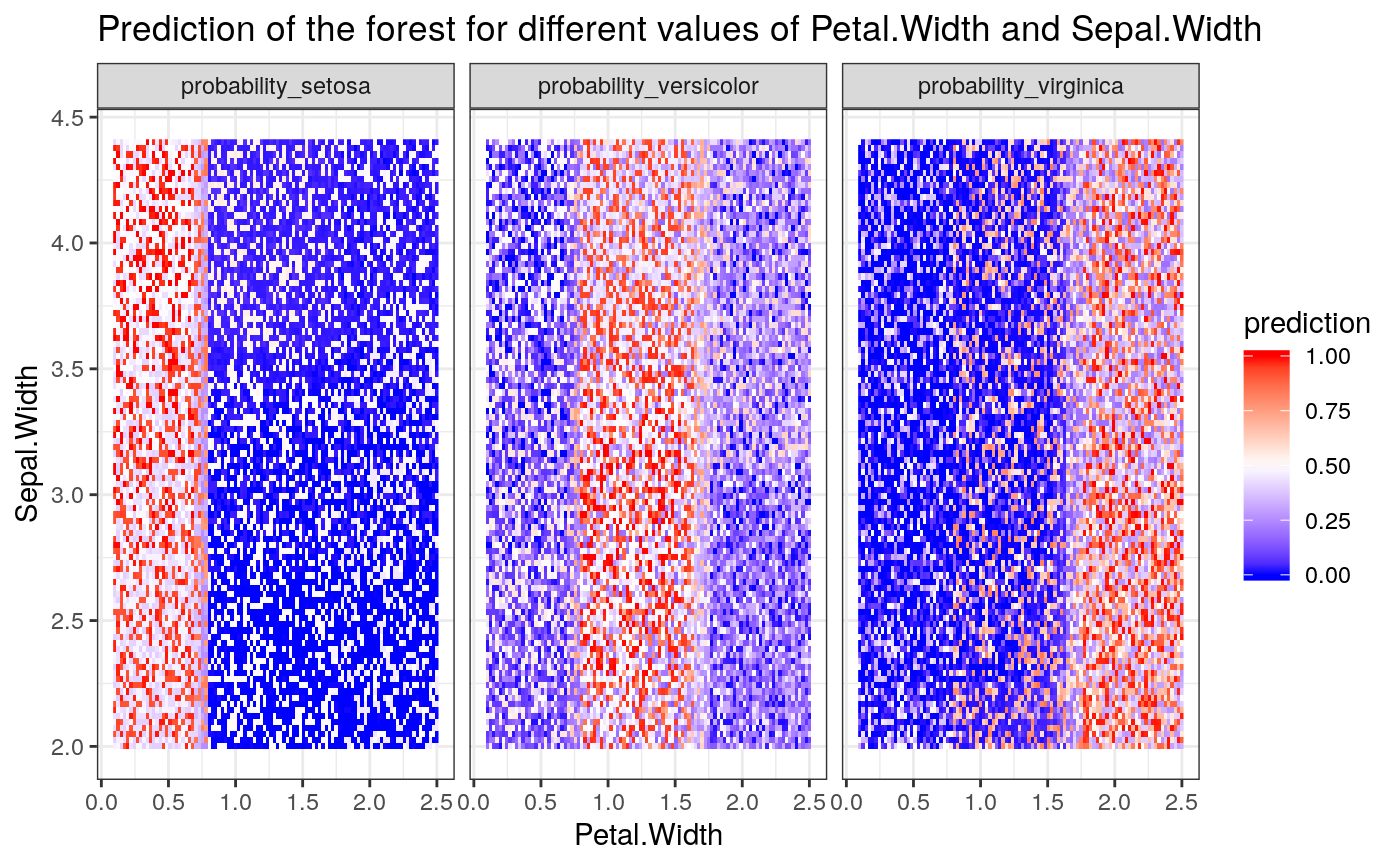 Prediction of the forest for different values of Petal.Width and Sepal.Width
probability_setosa probability_versicolor probability_virginica
4.5
4.0
3.5
3.0
2.5
2.0
Sepal.Width
0.0 0.5 1.0 1.5 2.0 2.5 0.0 0.5 1.0 1.5 2.0 2.5 0.0 0.5 1.0 1.5 2.0 2.5
Petal.Width
prediction
1.00
0.75
0.50
0.25
0.00